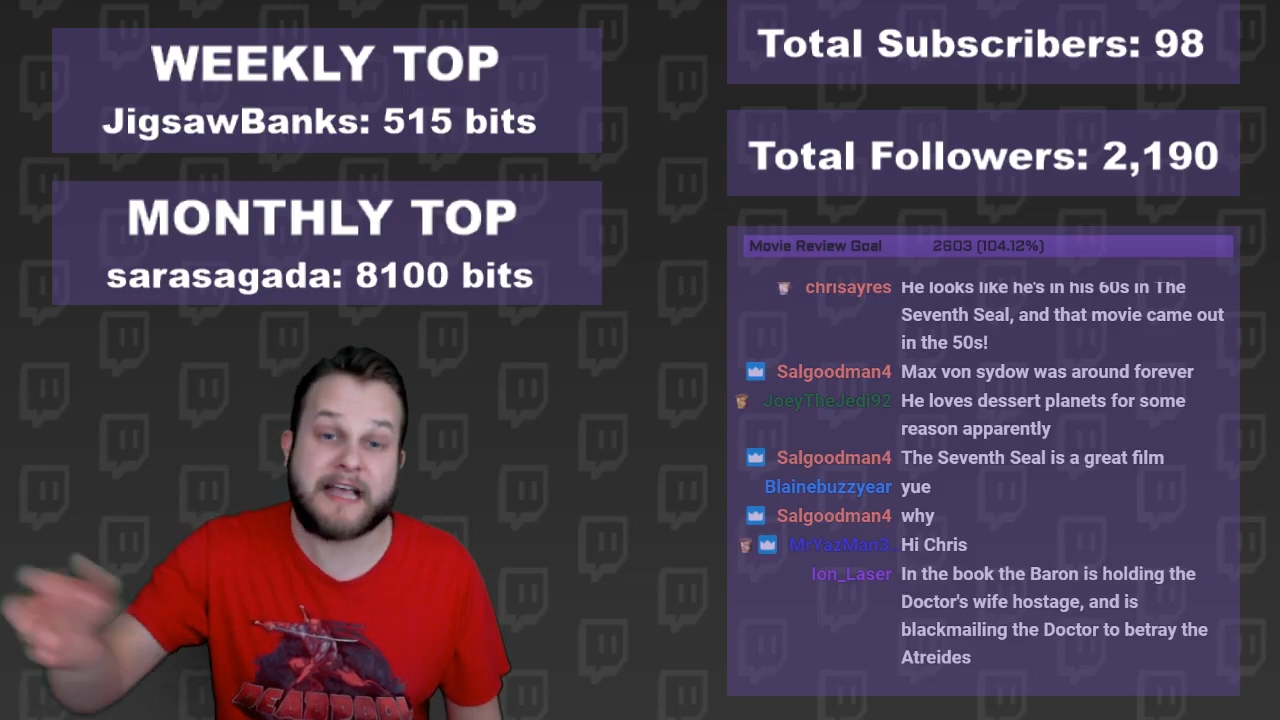 WEEKLY TOP
JigsawBanks: 515 bits
MONTHLY TOP
sarasagada: 8100 bits
Total Subscribers: 98
Total Followers: 2,190
Movie Review Goal 2603 (104.12%)
chrisayres He looks like he's in his 60s in The
Seventh Seal, and that movie came out
in the 50s!
Salgoodman4 Max von sydow was around forever
JoeyTheJedi92 He loves dessert planets for some
reason apparently
Salgoodman4 The Seventh Seal is a great film
Blainebuzzyear yue
Salgoodman4 why
MrYazMan3.. Hi Chris
Ion_Laser In the book the Baron is holding the
Doctor's wife hostage, and is
blackmailing the Doctor to betray the
Atreides
DEADPOOL